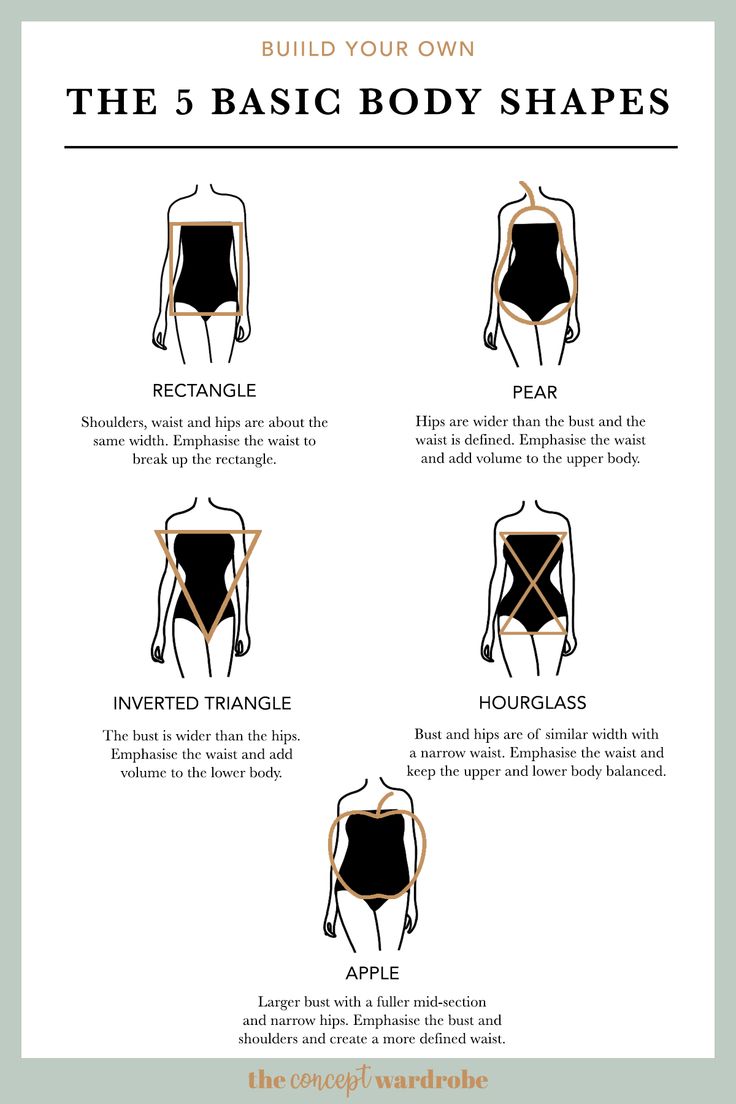 BUIILD YOUR OWN
THE 5 BASIC BODY SHAPES
RECTANGLE
Shoulders, waist and hips are about the
same width. Emphasise the waist to
break up the rectangle.
PEAR
Hips are wider than the bust and the
waist is defined. Emphasise the waist
and add volume to the upper body.
INVERTED TRIANGLE
The bust is wider than the hips.
Emphasise the waist and add
volume to the lower body.
HOURGLASS
Bust and hips are of similar width with
a narrow waist. Emphasise the waist and
keep the upper and lower body balanced.
APPLE
Larger bust with a fuller mid-section
and narrow hips. Emphasise the bust and
shoulders and create a more defined waist.
the concept wardrobe